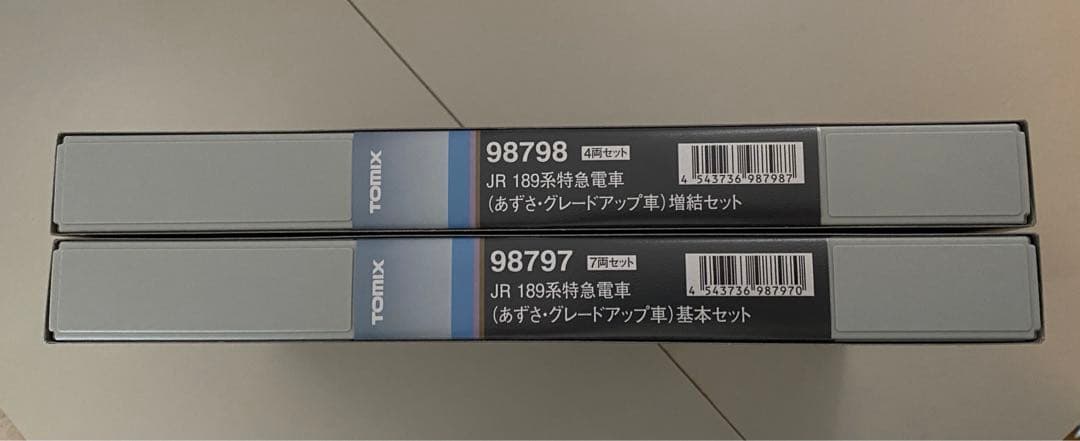 TOMIX
98798 4両セット
JR 189系特急電車
(あずさ・グレードアップ車)増結セット
4 543736 987987
TOMIX
98797 7両セット
JR 189系特急電車
(あずさ・グレードアップ車)基本セット
4 543736 987970